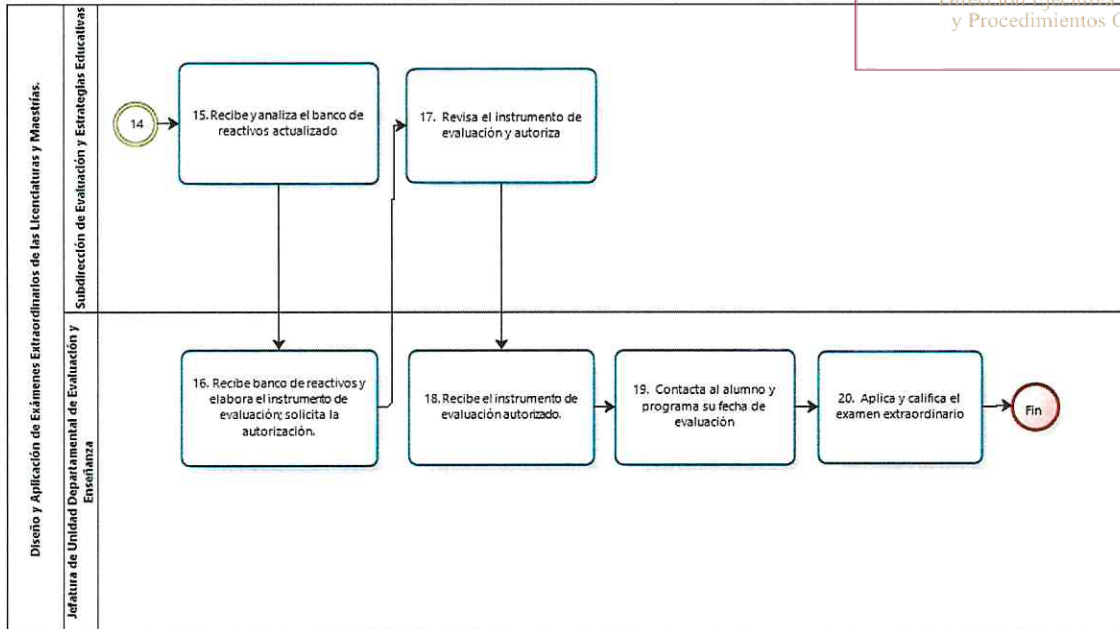 y Procedimientos
Diseño y Aplicación de Exámenes Extraordinarios de las Licenciaturas y Maestrías.
Subdirección de Evaluación y Estrategias Educativas
14
15. Recibe y analiza el banco de
reactivos actualizado
17. Revisa el instrumento de
evaluación y autoriza
Jefatura de Unidad Departamental de Evaluación y
Enseñanza
16. Recibe banco de reactivos y
elabora el instrumento de
evaluación; solicita la
autorización.
18. Recibe el instrumento de
evaluación autorizado.
19. Contacta al alumno y
programa su fecha de
evaluación
20. Aplica y califica el
examen extraordinario
Fin